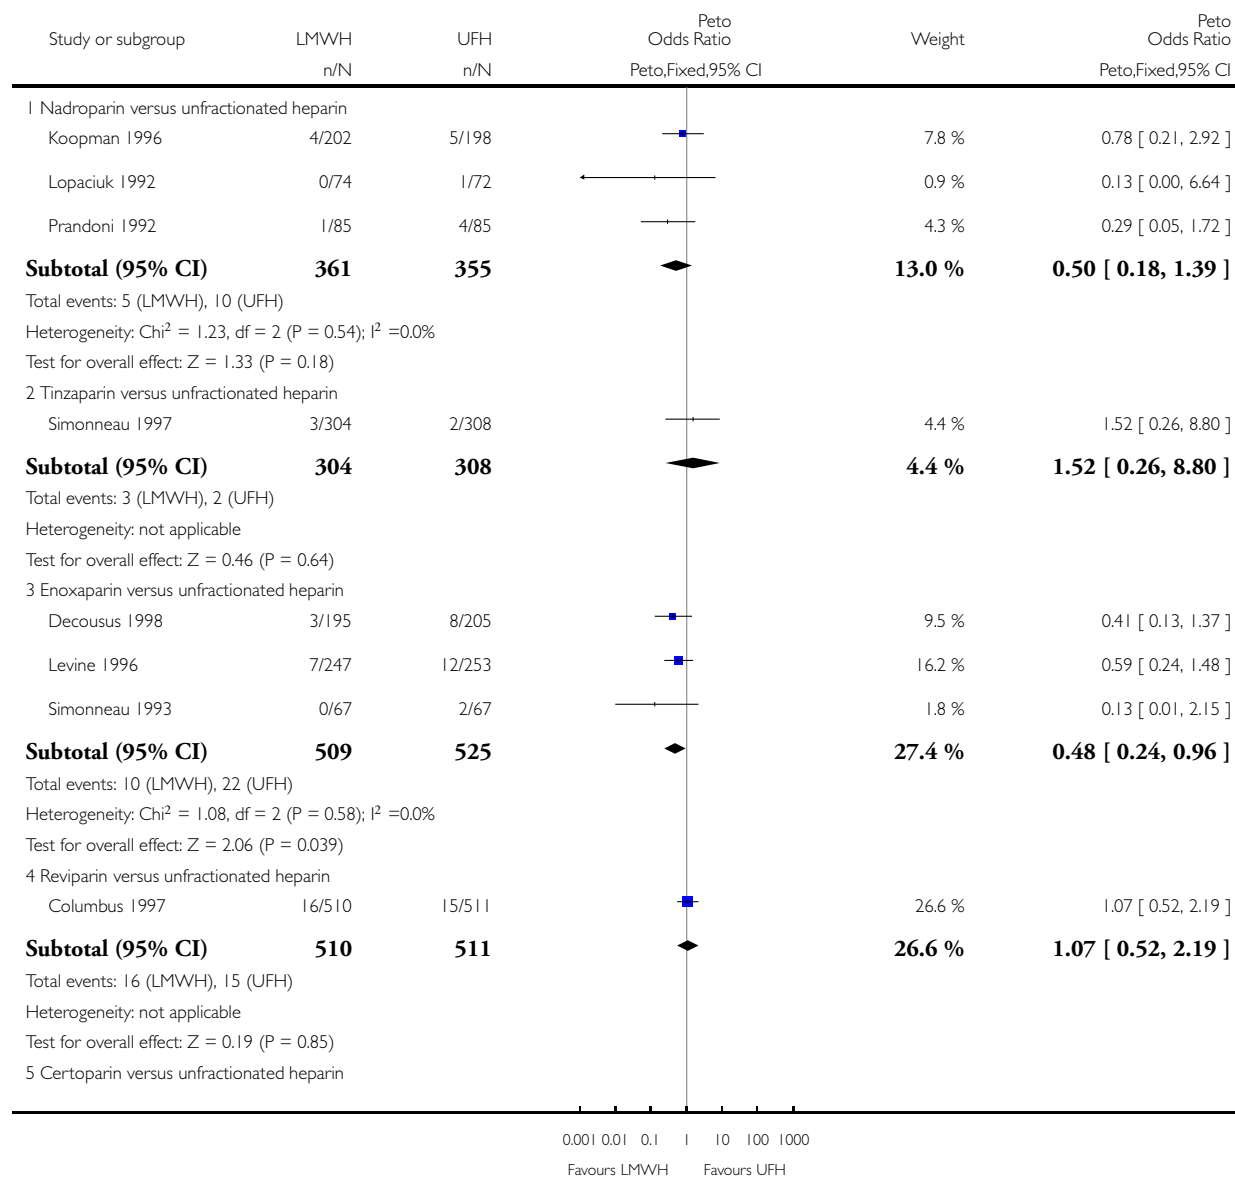 Peto Peto
Study or subgroup LMWH UFH Odds Ratio Weight Odds Ratio
n/N n/N Peto,Fixed,95% CI Peto,Fixed,95% CI
1 Nadroparin versus unfractionated heparin
Koopman 1996 4/202 5/198 7.8 % 0.78 [ 0.21, 2.92 ]
Lopaciuk 1992 0/74 1/72 0.9 % 0.13 [ 0.00, 6.64 ]
Prandoni 1992 1/85 4/85 4.3 % 0.29 [ 0.05, 1.72 ]
Subtotal (95% CI) 361 355 13.0 % 0.50 [ 0.18, 1.39 ]
Total events: 5 (LMWH), 10 (UFH)
Heterogeneity: Chi² = 1.23, df = 2 (P = 0.54); I² =0.0%
Test for overall effect: Z = 1.33 (P = 0.18)
2 Tinzaparin versus unfractionated heparin
Simonneau 1997 3/304 2/308 4.4 % 1.52 [ 0.26, 8.80 ]
Subtotal (95% CI) 304 308 4.4 % 1.52 [ 0.26, 8.80 ]
Total events: 3 (LMWH), 2 (UFH)
Heterogeneity: not applicable
Test for overall effect: Z = 0.46 (P = 0.64)
3 Enoxaparin versus unfractionated heparin
Decousus 1998 3/195 8/205 9.5 % 0.41 [ 0.13, 1.37 ]
Levine 1996 7/247 12/253 16.2 % 0.59 [ 0.24, 1.48 ]
Simonneau 1993 0/67 2/67 1.8 % 0.13 [ 0.01, 2.15 ]
Subtotal (95% CI) 509 525 27.4 % 0.48 [ 0.24, 0.96 ]
Total events: 10 (LMWH), 22 (UFH)
Heterogeneity: Chi² = 1.08, df = 2 (P = 0.58); I² =0.0%
Test for overall effect: Z = 2.06 (P = 0.039)
4 Reviparin versus unfractionated heparin
Columbus 1997 16/510 15/511 26.6 % 1.07 [ 0.52, 2.19 ]
Subtotal (95% CI) 510 511 26.6 % 1.07 [ 0.52, 2.19 ]
Total events: 16 (LMWH), 15 (UFH)
Heterogeneity: not applicable
Test for overall effect: Z = 0.19 (P = 0.85)
5 Certoparin versus unfractionated heparin
0.001 0.01 0.1 1 10 100 1000
Favours LMWH Favours UFH